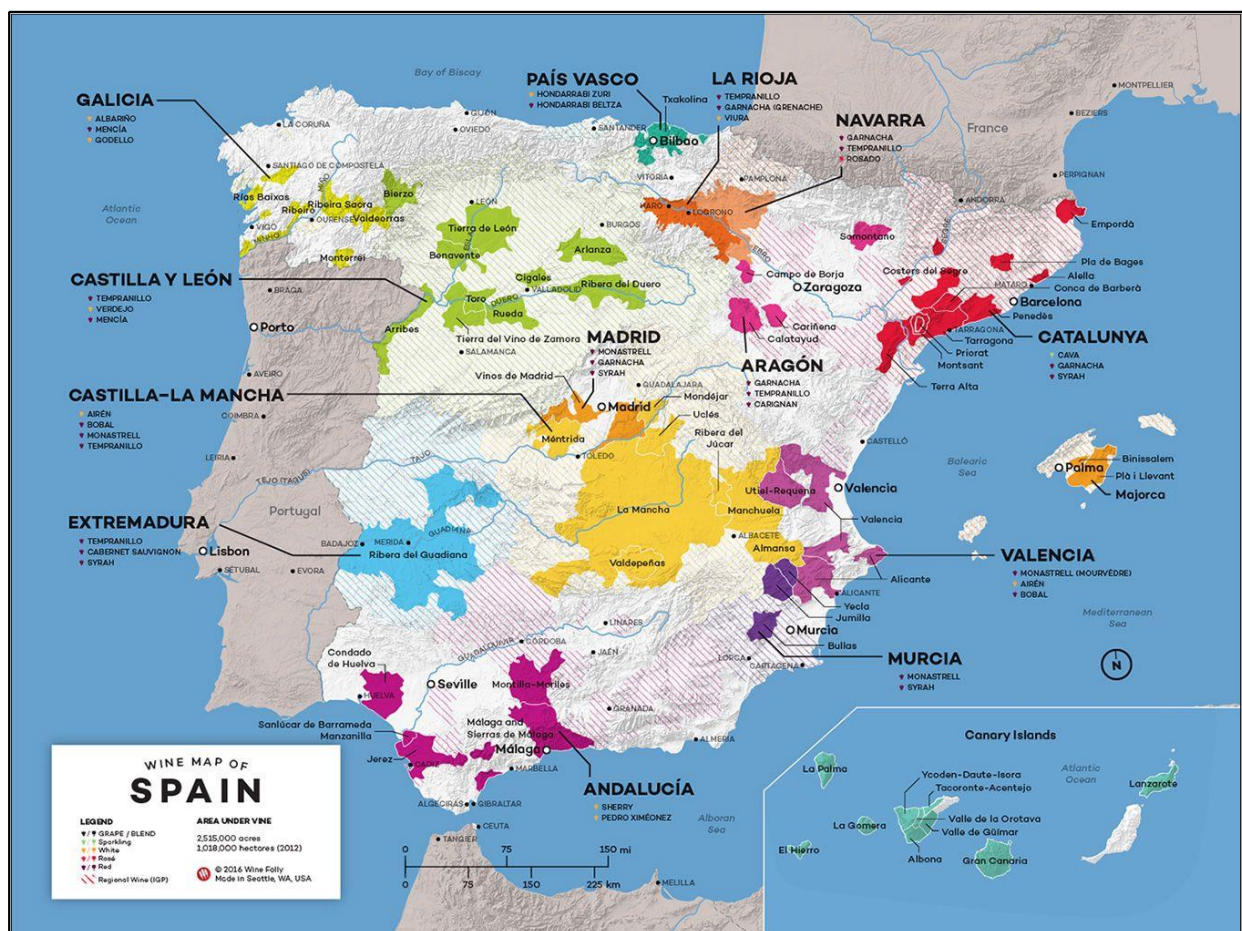 Bay of Biscay
Atlantic
Ocean
GALICIA
ALBARIÑO
MENCÍA
GODELLO
PAÍS VASCO
HONDARRABI ZURI
HONDARRABI BELTZA
Txakolina
Bilbao
LA RIOJA
TEMPRANILLO
GARNACHA (GRENACHE)
VIURA
NAVARRA
GARNACHA
TEMPRANILLO
ROSADO
France
MONTPELLIER
BEZIERS
PERPIGNAN
ANDORRA
LA CORUÑA
GIJÓN
OVIEDO
SANTANDER
VITORIA
PAMPLONA
SANTIAGO DE COMPOSTELA
Rías Baixas
Ribeiro
Ribeira Sacra
Valdeorras
Bierzo
MIÑO
OURENSE
VIGO
MINHO
Monterrei
LEÓN
BURGOS
HARO
LOGROÑO
EBRO
Tierra de León
ESLA
Benavente
Arlanza
Cigales
VALLADOLID
Ribera del Duero
Toro
DUERO
Rueda
Arribes
Tierra del Vino de Zamora
SALAMANCA
CASTILLA Y LEÓN
TEMPRANILLO
VERDEJO
MENCÍA
BRAGA
Porto
AVEIRO
COIMBRA
LEIRIA
Somontano
Campo de Borja
Zaragoza
Cariñena
Calatayud
ARAGÓN
GARNACHA
TEMPRANILLO
CARIGNAN
SEGRE
Costers del Segre
Empordà
Pla de Bages
Alella
MATARO
Conca de Barberà
Barcelona
Penedès
TARRAGONA
Tarragona
Priorat
Montsant
Terra Alta
CATALUNYA
CAVA
GARNACHA
SYRAH
MADRID
MONASTRELL
GARNACHA
SYRAH
Vinos de Madrid
GUADALAJARA
Mondéjar
Madrid
Uclés
Méntrida
TOLEDO
TAJO
Ribera del
Júcar
CASTILLA-LA MANCHA
AIRÉN
BOBAL
MONASTRELL
TEMPRANILLO
TEJO (TAGUS)
Portugal
La Mancha
Manchuela
ALBACETE
Almansa
Valdepeñas
CASTELLÓ
Utiel-Requena
Valencia
Valencia
Balearic
Sea
Palma
Binissalem
Plà i Llevant
Majorca
EXTREMADURA
TEMPRANILLO
CABERNET SAUVIGNON
SYRAH
Lisbon
SETUBAL
EVORA
BADAJOZ
MERIDA
GUADIANA
Ribera del Guadiana
VALENCIA
MONASTRELL (MOURVÈDRE)
AIRÉN
BOBAL
Alicante
ALICANTE
Yecla
Jumilla
Murcia
Bullas
LORCA
CARTAGENA
MURCIA
MONASTRELL
SYRAH
Mediterranean
Sea
N
GUADALQUIVIR
LINARES
CÓRDOBA
JAÉN
Condado
de Huelva
HUELVA
Seville
Montilla-Moriles
GRANADA
ALMERIA
Sanlúcar de Barrameda
Manzanilla
Jerez
CADIZ
Málaga and
Sierras de Málaga
Málaga
MARBELLA
ALGECIRAS
GIBRALTAR
CEUTA
TANGIER
MELILLA
ANDALUCÍA
SHERRY
PEDRO XIMÉONEZ
Alboran
Sea
0 75 150 mi
0 75 225 km
WINE MAP OF
SPAIN
LEGEND
GRAPE / BLEND
Sparkling
White
Rosé
Red
Regional Wine (IGP)
AREA UNDER VINE
2,515,000 acres
1,018,000 hectares (2012)
© 2016 Wine Folly
Made in Seattle, WA, USA
Canary Islands
Atlantic
Ocean
La Palma
Ycoden-Daute-Isora
Tacoronte-Acentejo
Valle de la Orotava
Valle de Güímar
Albona
La Gomera
El Hierro
Gran Canaria
Lanzarote